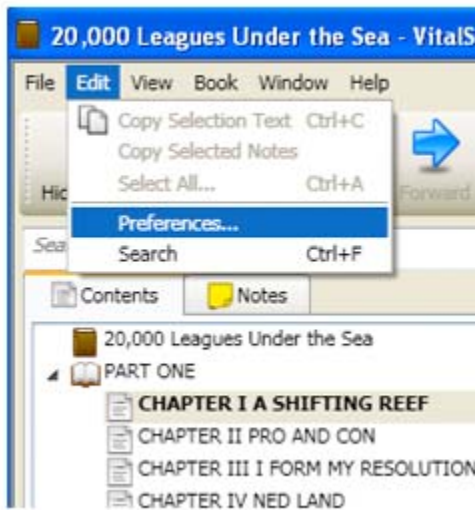 20,000 Leagues Under the Sea - VitalS
File Edit View Book Window Help
Copy Selection Text Ctrl+C
Copy Selected Notes
Select All... Ctrl+A
Forward
Preferences...
Search Ctrl+F
Contents Notes
20,000 Leagues Under the Sea
PART ONE
CHAPTER I A SHIFTING REEF
CHAPTER II PRO AND CON
CHAPTER III I FORM MY RESOLUTION
CHAPTER IV NED LAND